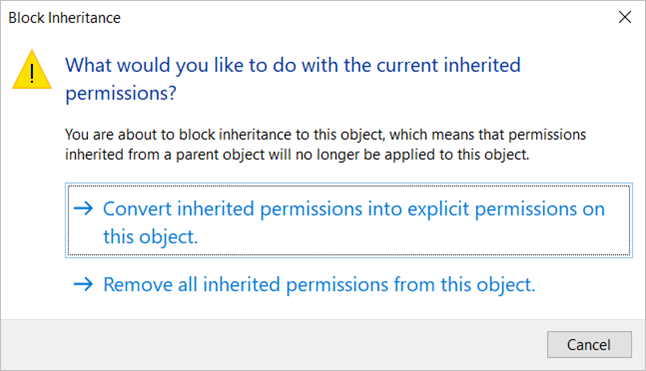 Block Inheritance
What would you like to do with the current inherited
permissions?
You are about to block inheritance to this object, which means that permissions
inherited from a parent object will no longer be applied to this object.
Convert inherited permissions into explicit permissions on
this object.
Remove all inherited permissions from this object.
Cancel